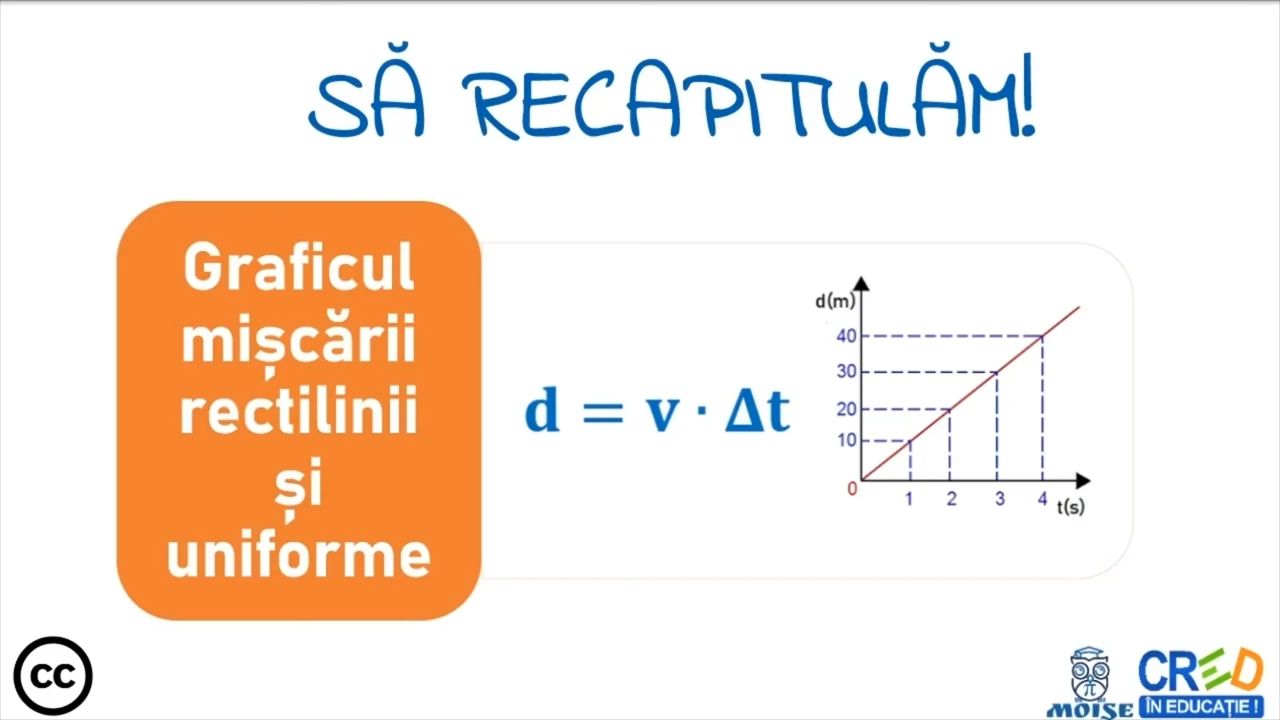 SĂ RECAPITULĂM!
Graficul
mișcării
rectilinii
și
uniforme
d = v · Δt
d(m)
40
30
20
10
0
1 2 3 4 t(s)
cc
π
MOISE
CRED
ÎN EDUCAȚIE !